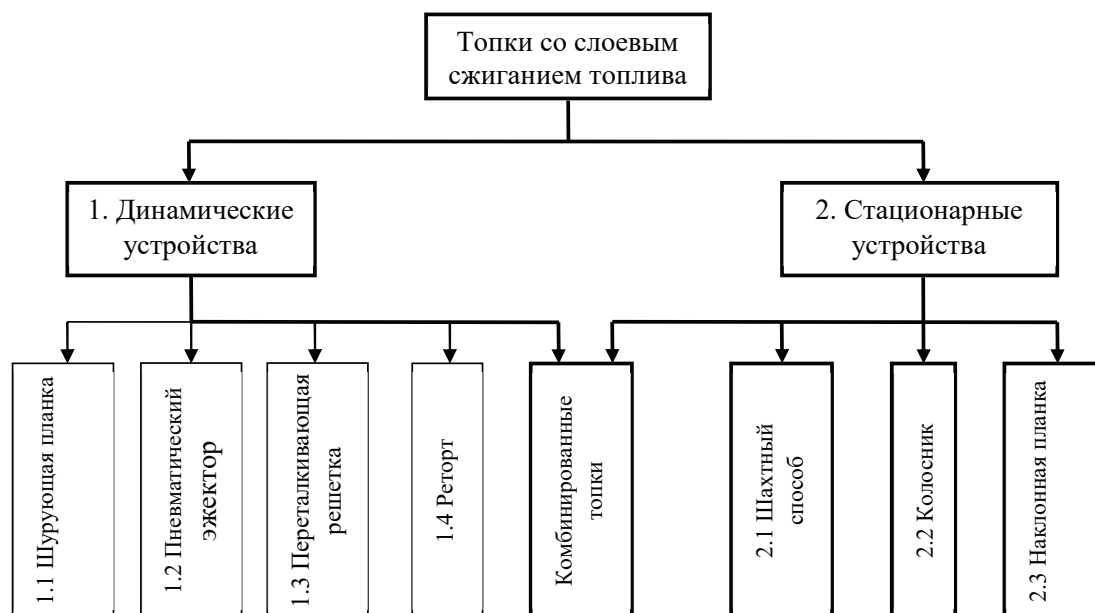 Топки со слоевым
сжиганием топлива
1. Динамические
устройства
2. Стационарные
устройства
1.1 Шурующая планка
1.2 Пневматический
эжектор
1.3 Переталкивающая
решетка
1.4 Реторт
Комбинированные
топки
2.1 Шахтный
способ
2.2 Колосник
2.3 Наклонная планка